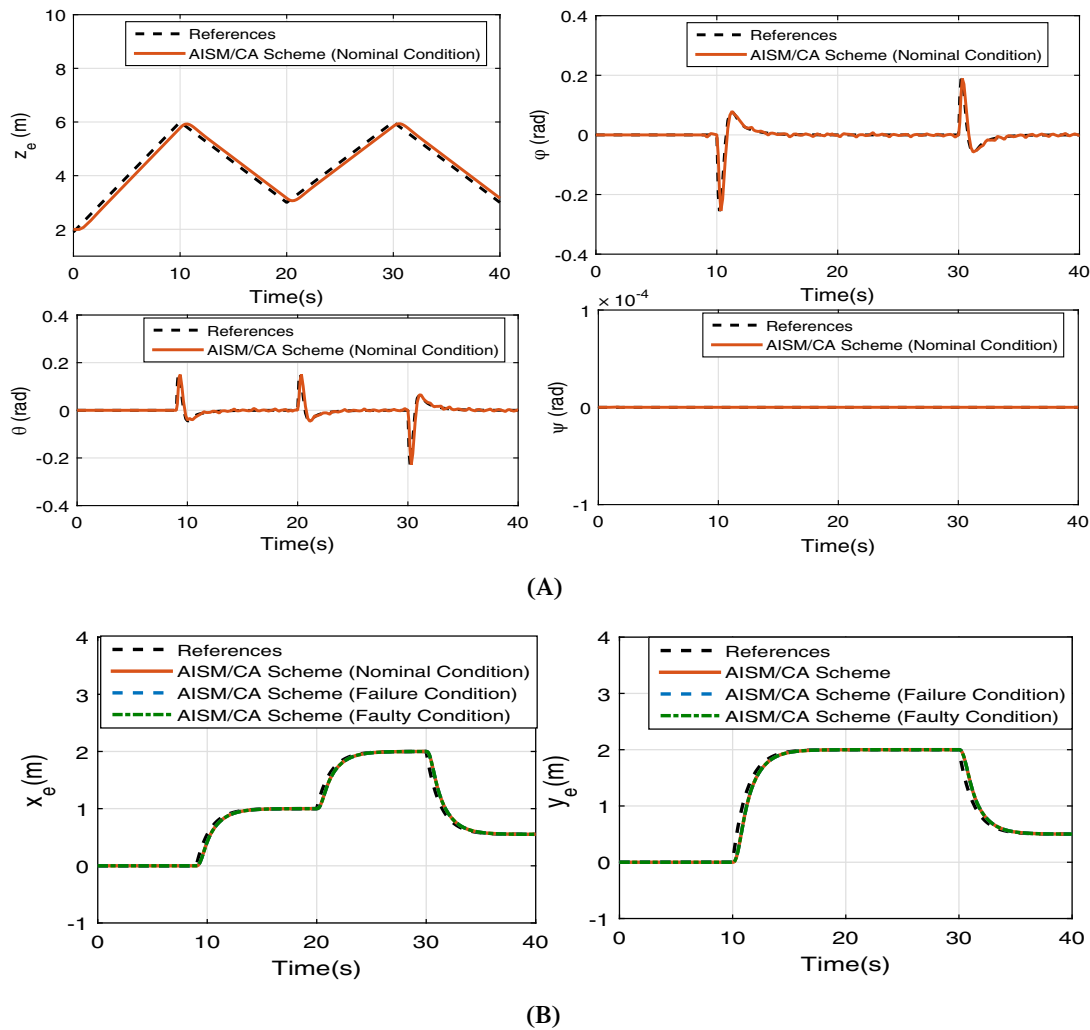 10
8
6
4
2
z_e (m)
References
AISM/CA Scheme (Nominal Condition)
0 10 20 30 40
Time(s)
0.4
0.2
0
-0.2
-0.4
φ (rad)
References
AISM/CA Scheme (Nominal Condition)
0 10 20 30 40
Time(s)
0.4
0.2
0
-0.2
-0.4
θ (rad)
References
AISM/CA Scheme (Nominal Condition)
0 10 20 30 40
Time(s)
× 10^-4
1
0
-1
ψ (rad)
References
AISM/CA Scheme (Nominal Condition)
0 10 20 30 40
Time(s)
(A)
4
3
2
1
0
-1
x_e (m)
References
AISM/CA Scheme (Nominal Condition)
AISM/CA Scheme (Failure Condition)
AISM/CA Scheme (Faulty Condition)
0 10 20 30 40
Time(s)
4
3
2
1
0
-1
y_e (m)
References
AISM/CA Scheme
AISM/CA Scheme (Failure Condition)
AISM/CA Scheme (Faulty Condition)
0 10 20 30 40
Time(s)
(B)